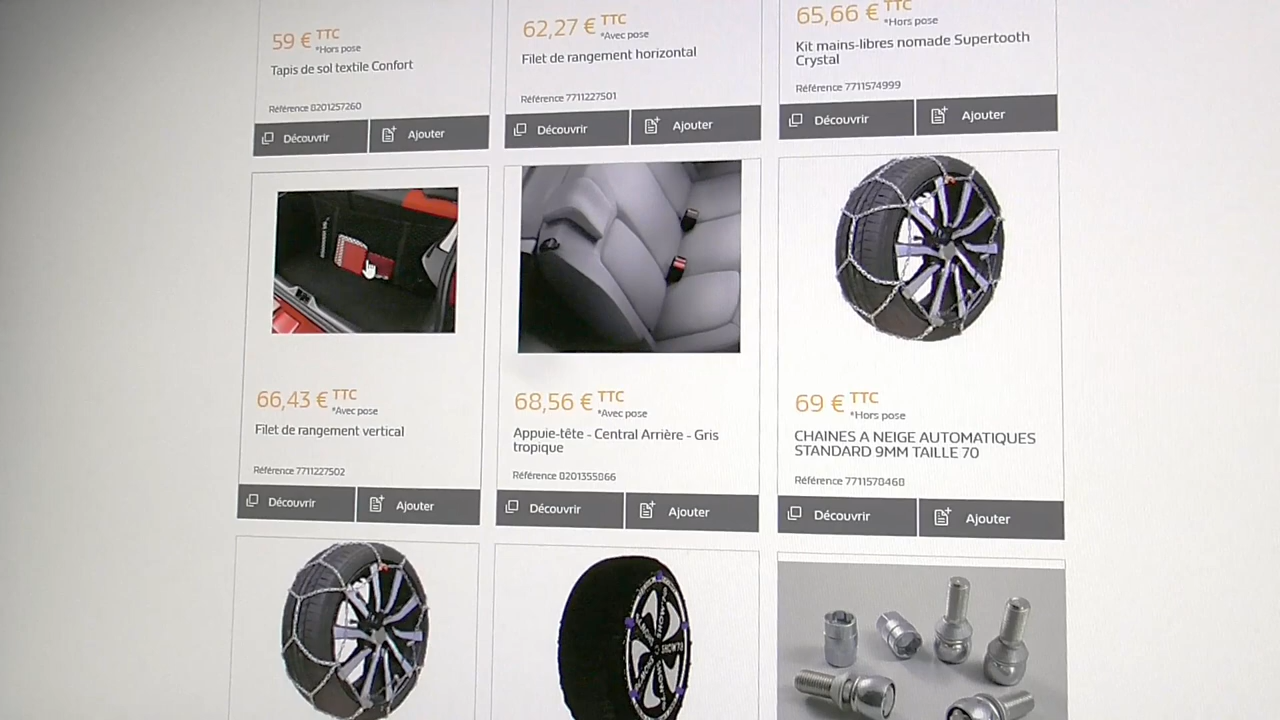 59 € TTC
*Hors pose
Tapis de sol textile Confort
Référence 8201257260
Découvrir
Ajouter
62,27 € TTC
*Avec pose
Filet de rangement horizontal
Référence 7711227501
Découvrir
Ajouter
65,66 € TTC
*Hors pose
Kit mains-libres nomade Supertooth
Crystal
Référence 7711574999
Découvrir
Ajouter
66,43 € TTC
*Avec pose
Filet de rangement vertical
Référence 7711227502
Découvrir
Ajouter
68,56 € TTC
*Avec pose
Appuie-tête - Central Arrière - Gris
tropique
Référence 8201355866
Découvrir
Ajouter
69 € TTC
*Hors pose
CHAINES A NEIGE AUTOMATIQUES
STANDARD 9MM TAILLE 70
Référence 7711578468
Découvrir
Ajouter